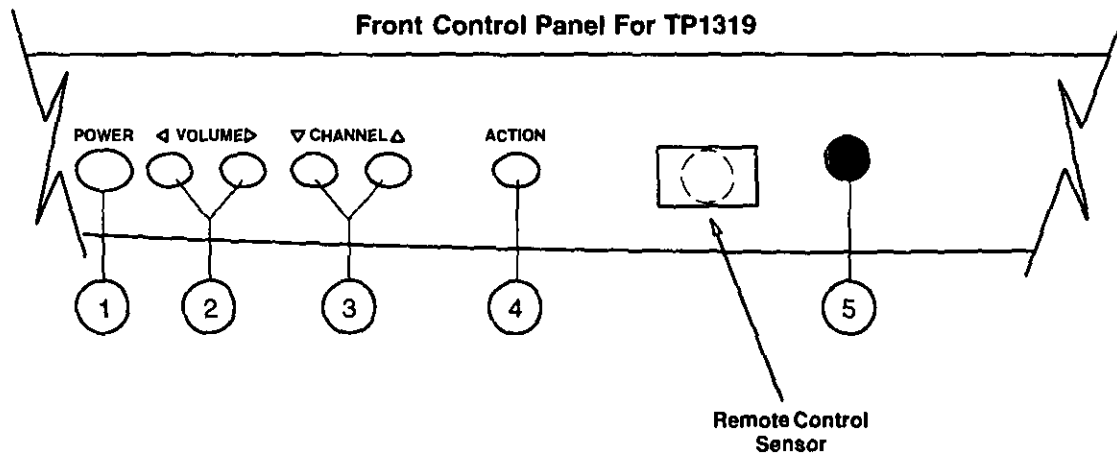 Front Control Panel For TP1319
POWER ◁ VOLUME ▷ ▽ CHANNEL △ ACTION
1 2 3 4 5
Remote Control
Sensor